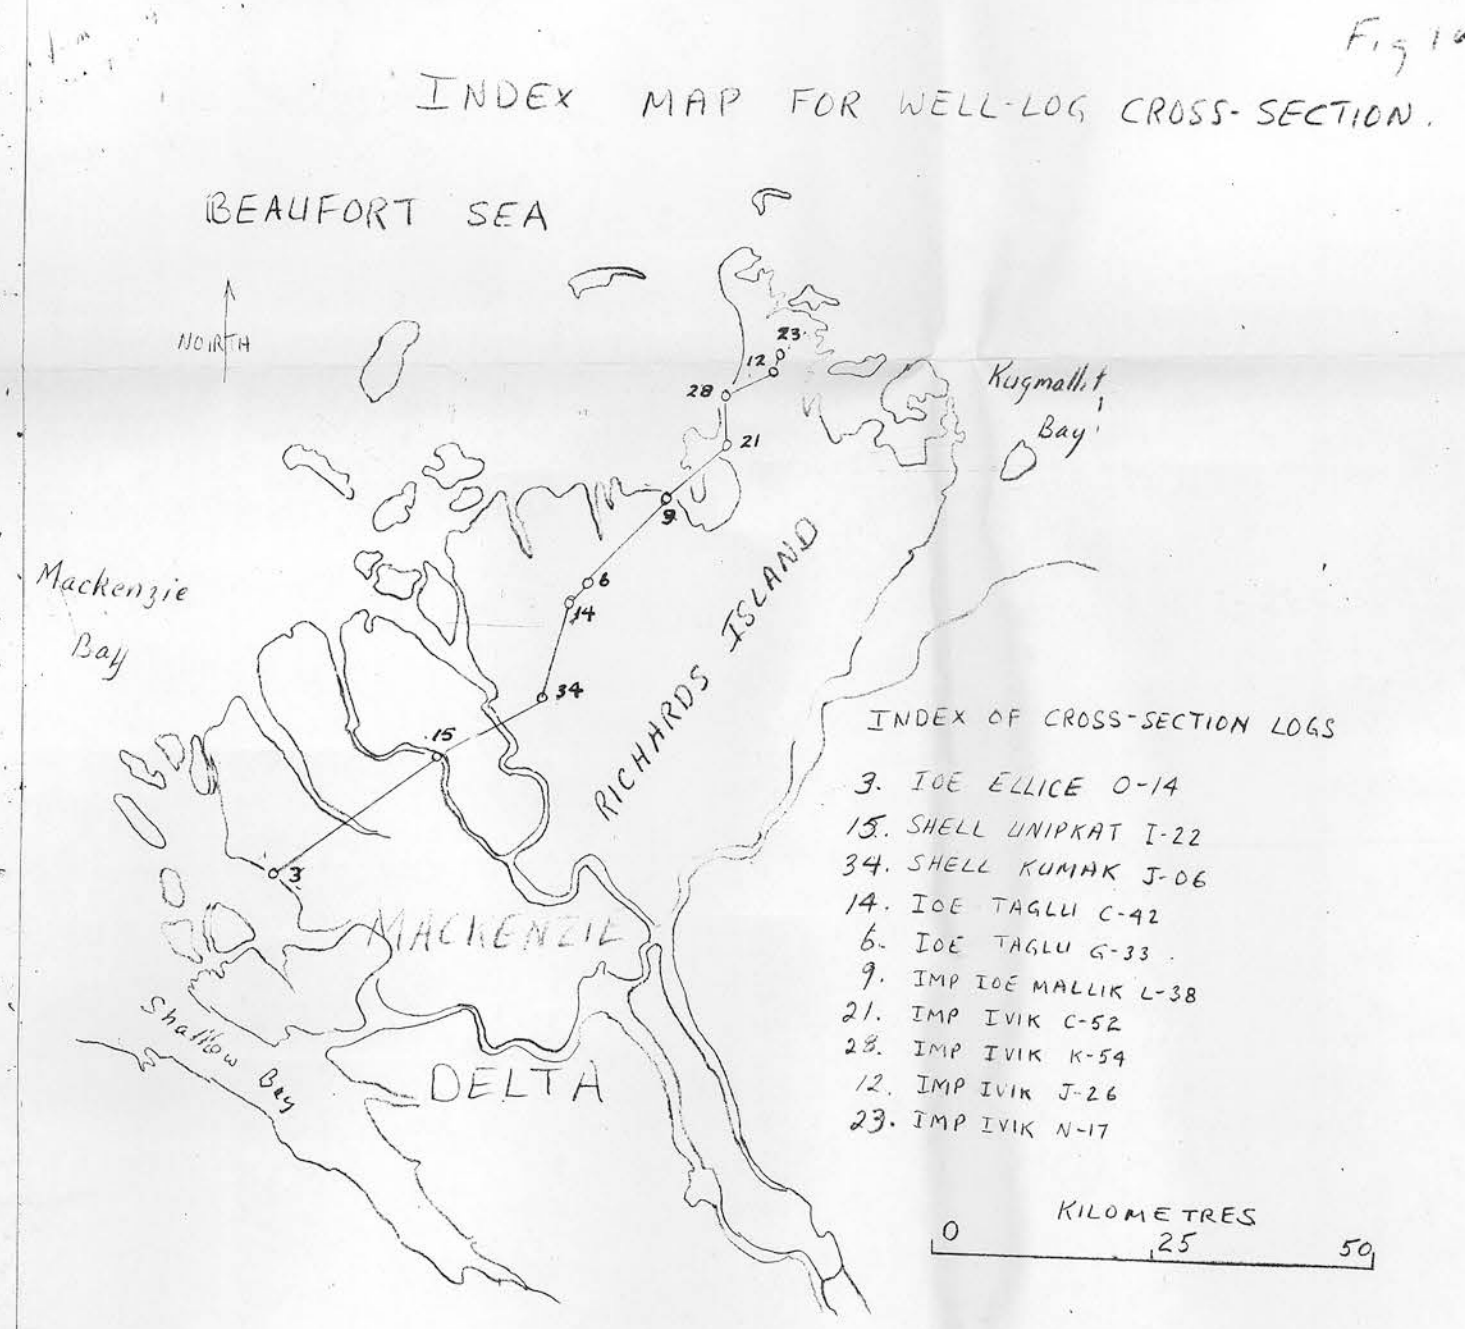 Fig 1a
INDEX MAP FOR WELL-LOG CROSS-SECTION.
BEAUFORT SEA
NORTH
23
12
28
21
Kugmallit
Bay
9
6
14
34
15
3
Mackenzie
Bay
RICHARDS ISLAND
MACKENZIE
DELTA
Shallow Bay
INDEX OF CROSS-SECTION LOGS
3. IOE ELLICE O-14
15. SHELL UNIPKAT I-22
34. SHELL KUMAK J-06
14. IOE TAGLU C-42
6. IOE TAGLU G-33
9. IMP IOE MALLIK L-38
21. IMP IVIK C-52
28. IMP IVIK K-54
12. IMP IVIK J-26
23. IMP IVIK N-17
KILOMETRES
0 25 50